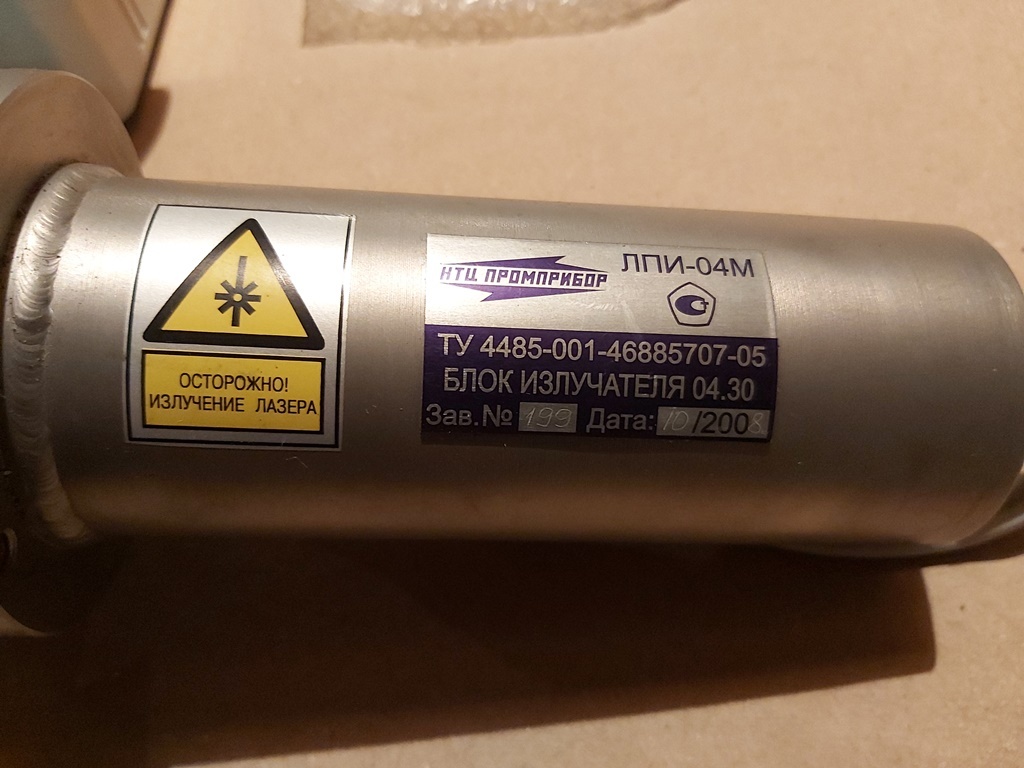 ОСТОРОЖНО!
ИЗЛУЧЕНИЕ ЛАЗЕРА
НТЦ ПРОМПРИБОР
ЛПИ-04М
ТУ 4485-001-46885707-05
БЛОК ИЗЛУЧАТЕЛЯ 04.30
Зав.№ 199 Дата: 10/2008